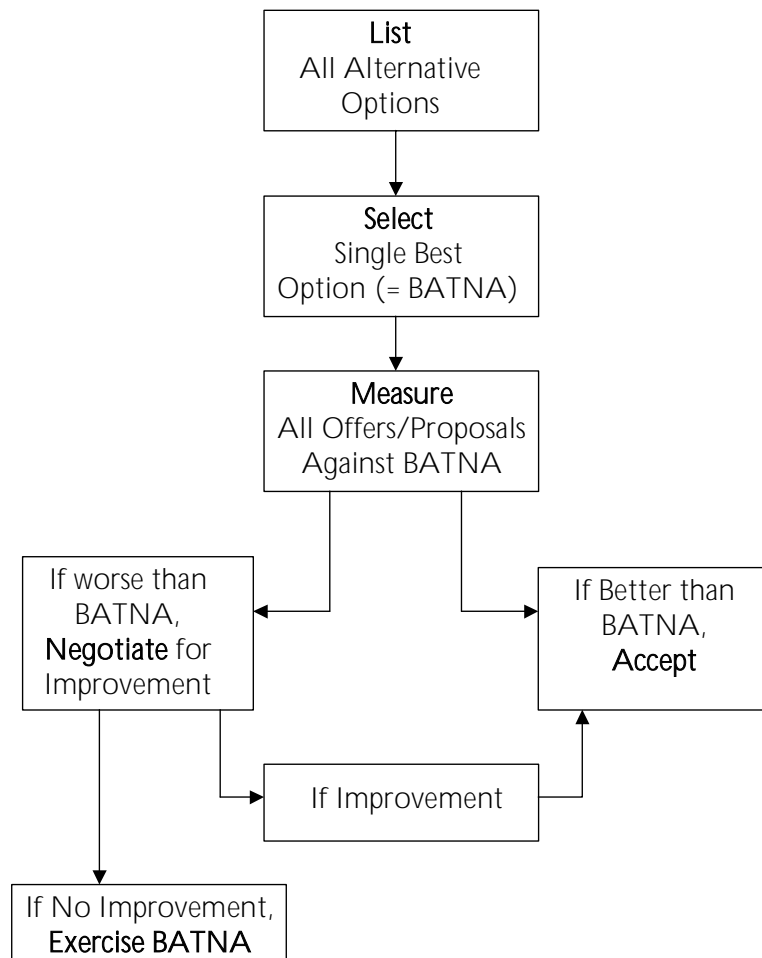 List
All Alternative
Options
Select
Single Best
Option (= BATNA)
Measure
All Offers/Proposals
Against BATNA
If worse than
BATNA,
Negotiate for
Improvement
If Better than
BATNA,
Accept
If Improvement
If No Improvement,
Exercise BATNA